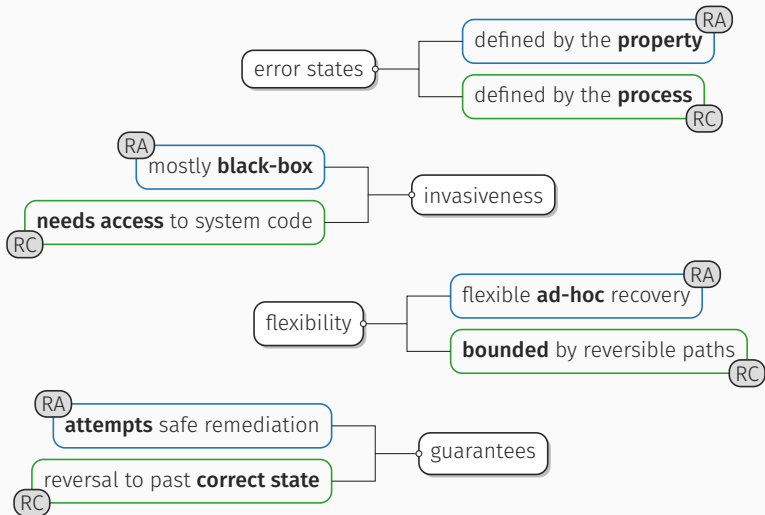 RA
defined by the property
error states
defined by the process
RC
RA
mostly black-box
invasiveness
needs access to system code
RC
RA
flexible ad-hoc recovery
flexibility
bounded by reversible paths
RC
RA
attempts safe remediation
guarantees
reversal to past correct state
RC